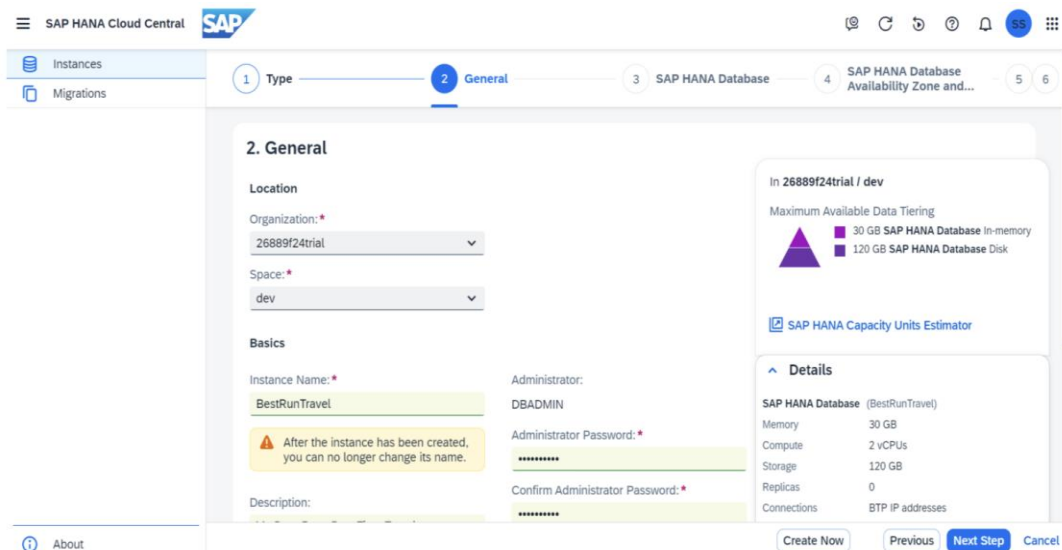 SAP HANA Cloud Central
SAP
SS
Instances
Migrations
1 Type
2 General
3 SAP HANA Database
4 SAP HANA Database
Availability Zone and...
5 6
2. General
Location
Organization:*
26889f24trial
Space:*
dev
Basics
Instance Name:*
BestRunTravel
After the instance has been created,
you can no longer change its name.
Description:
Administrator:
DBADMIN
Administrator Password:*
••••••••••
Confirm Administrator Password:*
••••••••••
In 26889f24trial / dev
Maximum Available Data Tiering
30 GB SAP HANA Database In-memory
120 GB SAP HANA Database Disk
SAP HANA Capacity Units Estimator
Details
SAP HANA Database (BestRunTravel)
Memory 30 GB
Compute 2 vCPUs
Storage 120 GB
Replicas 0
Connections BTP IP addresses
About
Create Now Previous Next Step Cancel